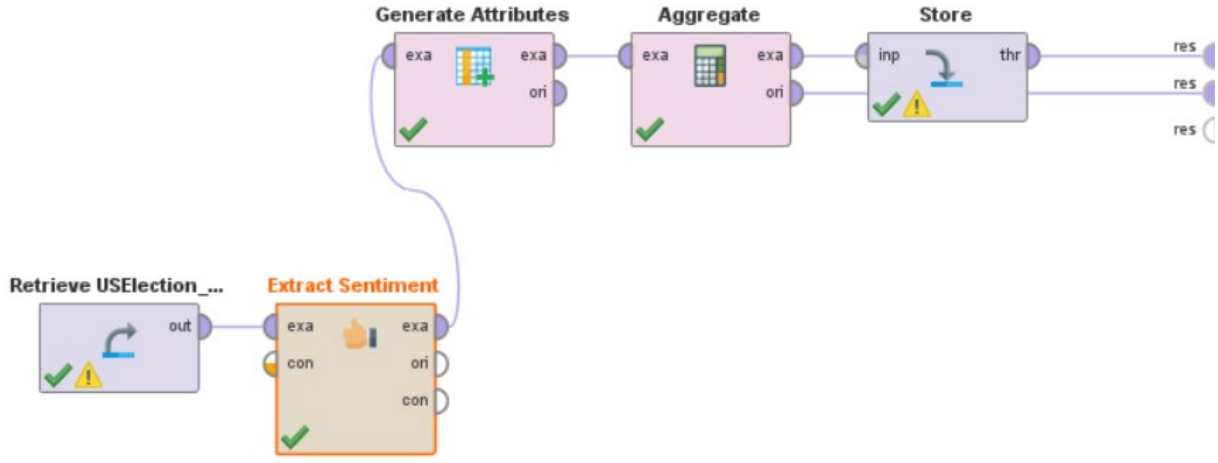 Generate Attributes
Aggregate
Store
exa
exa
ori
exa
exa
ori
inp
thr
res
res
res
Retrieve USElection_...
Extract Sentiment
out
exa
exa
con
ori
con